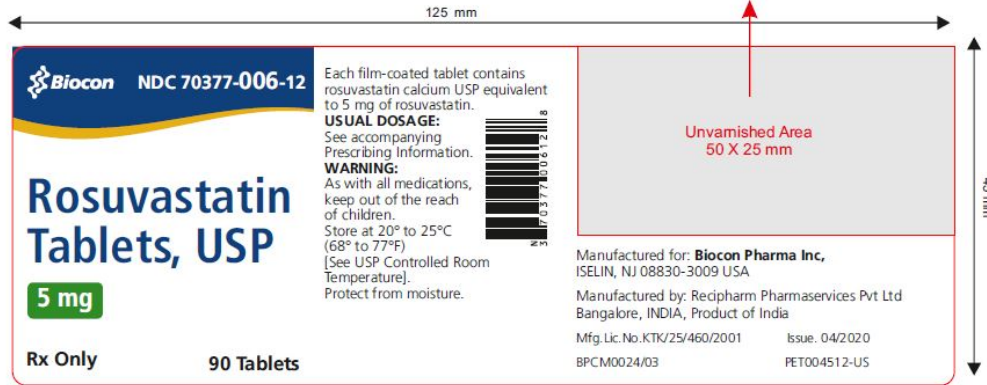 125 mm
Biocon NDC 70377-006-12
Rosuvastatin
Tablets, USP
5 mg
Rx Only 90 Tablets
Each film-coated tablet contains
rosuvastatin calcium USP equivalent
to 5 mg of rosuvastatin.
USUAL DOSAGE:
See accompanying
Prescribing Information.
WARNING:
As with all medications,
keep out of the reach
of children.
Store at 20° to 25°C
(68° to 77°F)
[See USP Controlled Room
Temperature].
Protect from moisture.
N
3 70377 00612 8
Unvarnished Area
50 X 25 mm
Manufactured for: Biocon Pharma Inc,
ISELIN, NJ 08830-3009 USA
Manufactured by: Recipharm Pharmaservices Pvt Ltd
Bangalore, INDIA, Product of India
Mfg.Lic.No.KTK/25/460/2001 Issue. 04/2020
BPCM0024/03 PET004512-US